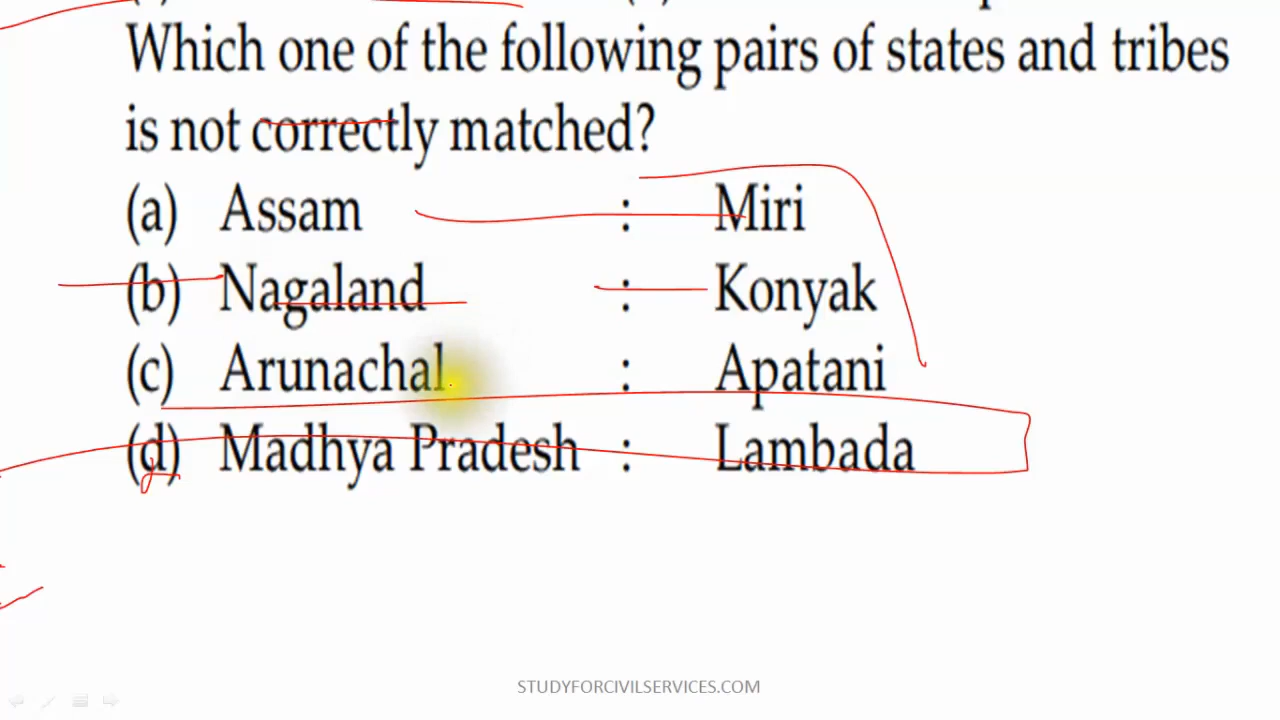 Which one of the following pairs of states and tribes
is not correctly matched?
(a) Assam : Miri
(b) Nagaland : Konyak
(c) Arunachal : Apatani
(d) Madhya Pradesh : Lambada
STUDYFORCIVILSERVICES.COM